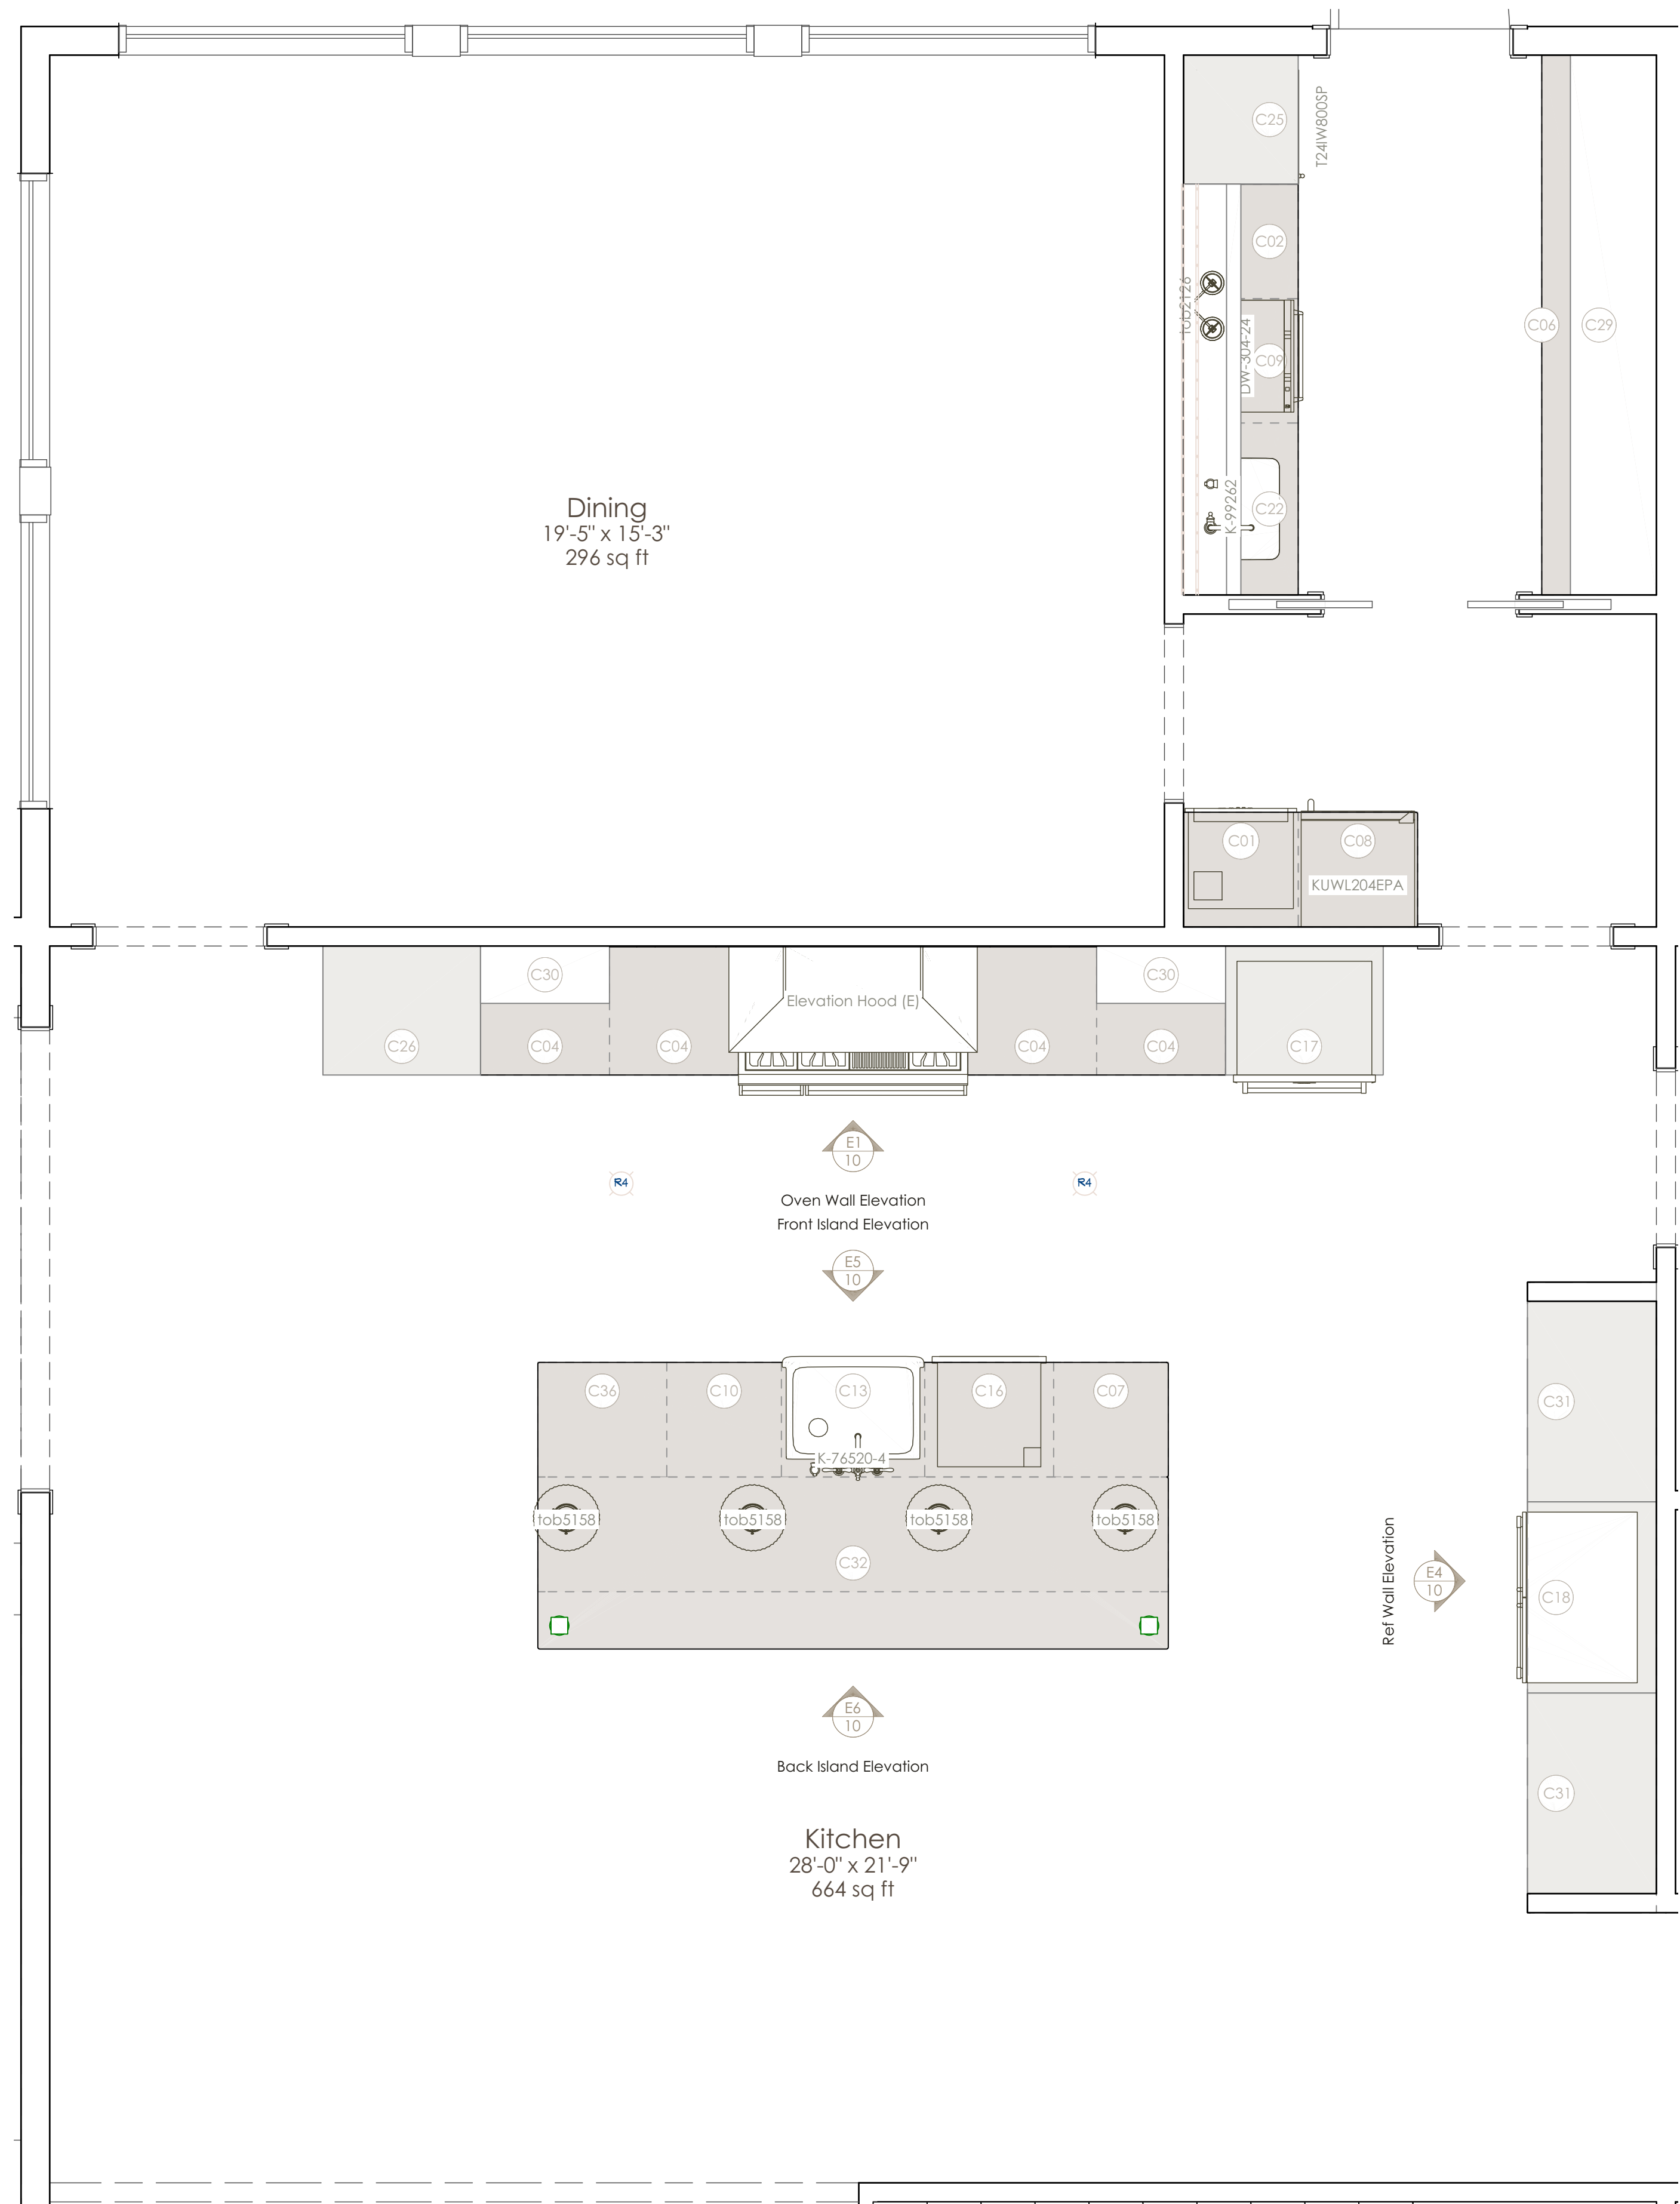 C25
T24IW800SP
C02
tob2126
C06
C29
DW-304-24
C09
K-99262
C22
Dining
19'-5" x 15'-3"
296 sq ft
C01
C08
KUWL204EPA
C30
C30
Elevation Hood (E)
C26
C04
C04
C04
C04
C17
E1
10
R4
R4
Oven Wall Elevation
Front Island Elevation
E5
10
C36
C10
C13
C16
C07
C31
K-76520-4
tob5158
tob5158
tob5158
tob5158
C32
Ref Wall Elevation
E4
10
C18
E6
10
Back Island Elevation
C31
Kitchen
28'-0" x 21'-9"
664 sq ft